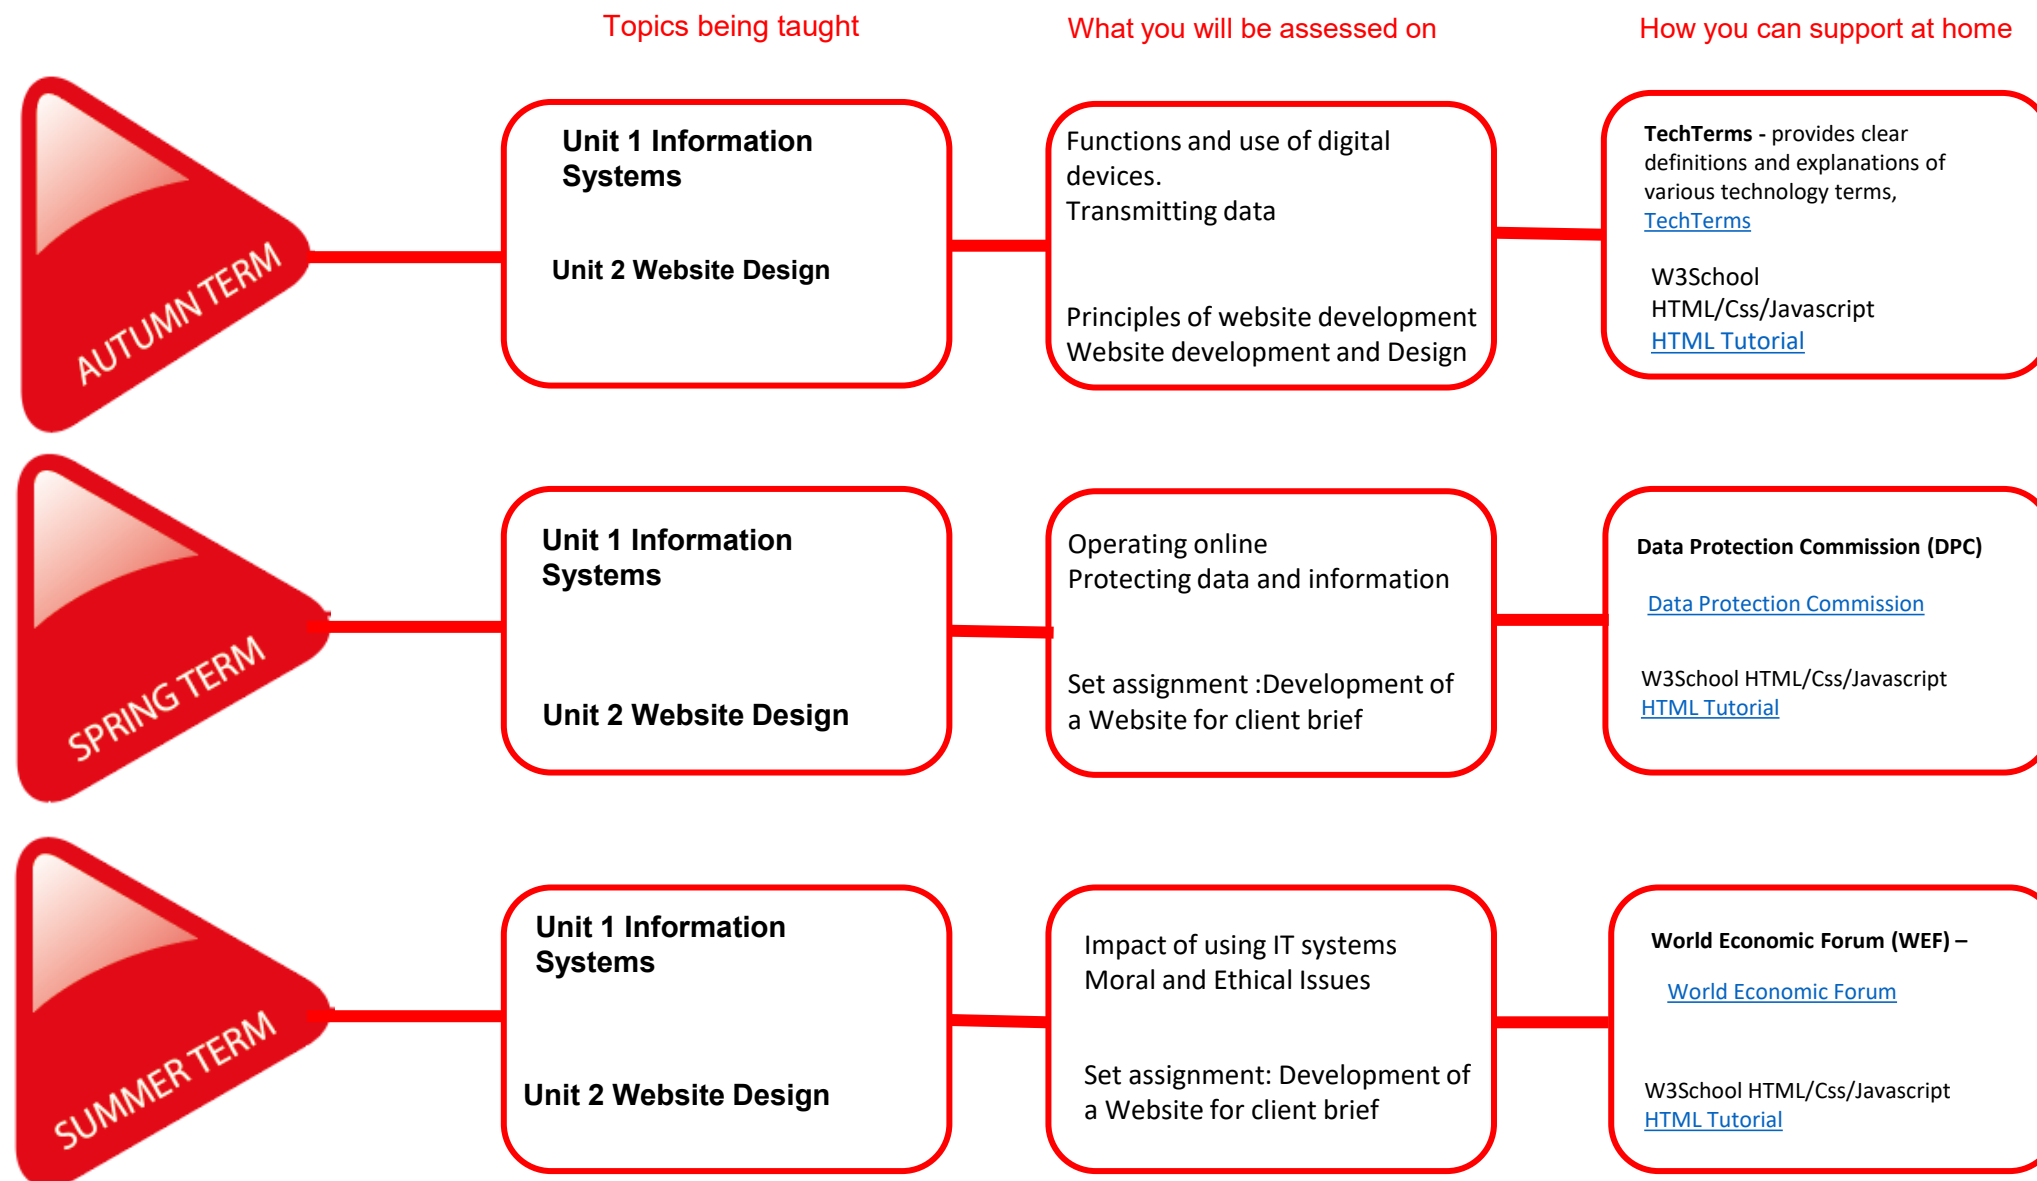 Topics being taught
What you will be assessed on
How you can support at home
AUTUMN TERM
Unit 1 Information
Systems
Unit 2 Website Design
Functions and use of digital
devices.
Transmitting data
Principles of website development
Website development and Design
TechTerms - provides clear
definitions and explanations of
various technology terms,
TechTerms
W3School
HTML/Css/Javascript
HTML Tutorial
SPRING TERM
Unit 1 Information
Systems
Unit 2 Website Design
Operating online
Protecting data and information
Set assignment :Development of
a Website for client brief
Data Protection Commission (DPC)
Data Protection Commission
W3School HTML/Css/Javascript
HTML Tutorial
SUMMER TERM
Unit 1 Information
Systems
Unit 2 Website Design
Impact of using IT systems
Moral and Ethical Issues
Set assignment: Development of
a Website for client brief
World Economic Forum (WEF) –
World Economic Forum
W3School HTML/Css/Javascript
HTML Tutorial